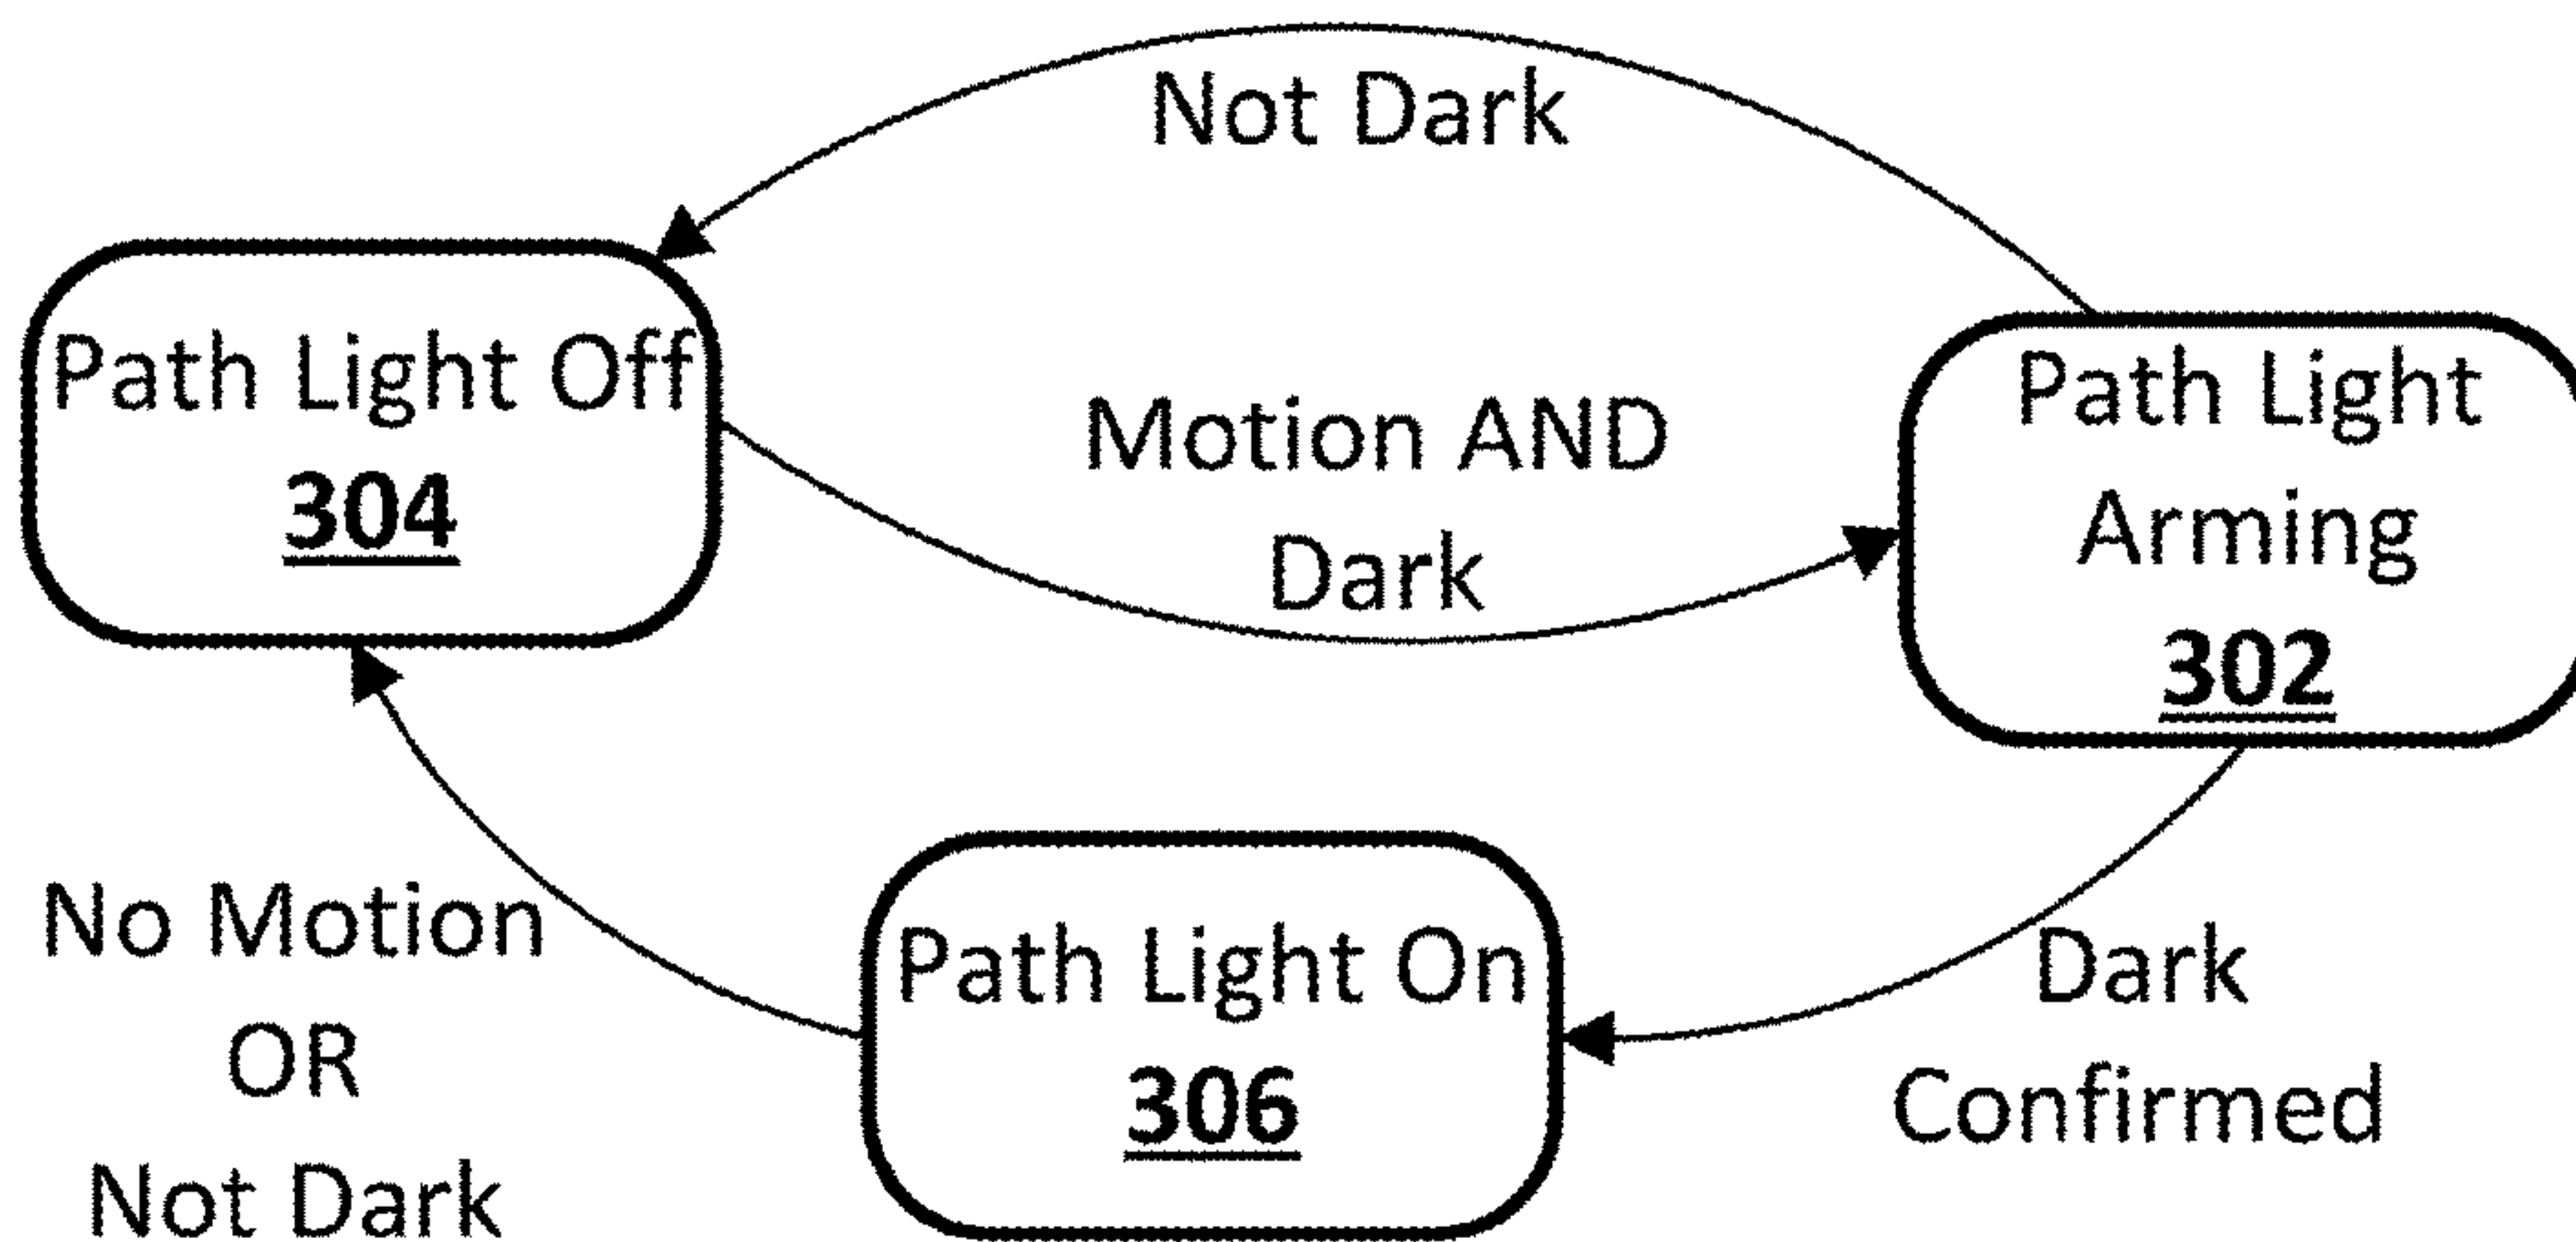 Not Dark
Path Light Off
304
Motion AND
Dark
Path Light
Arming
302
No Motion
OR
Not Dark
Path Light On
306
Dark
Confirmed